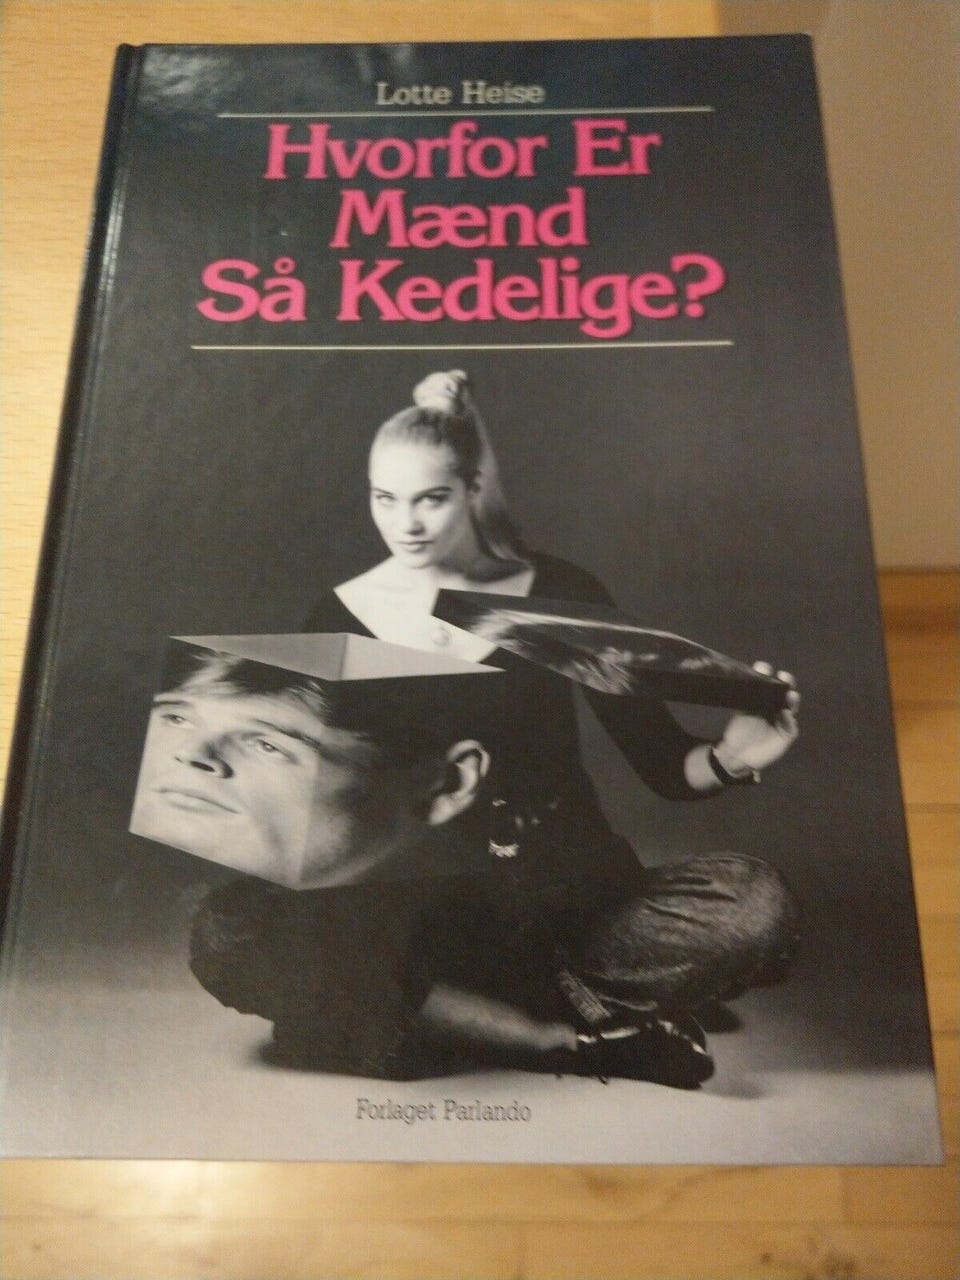 Lotte Heise
Hvorfor Er
Mænd
Så Kedelige?
Forlaget Parlando